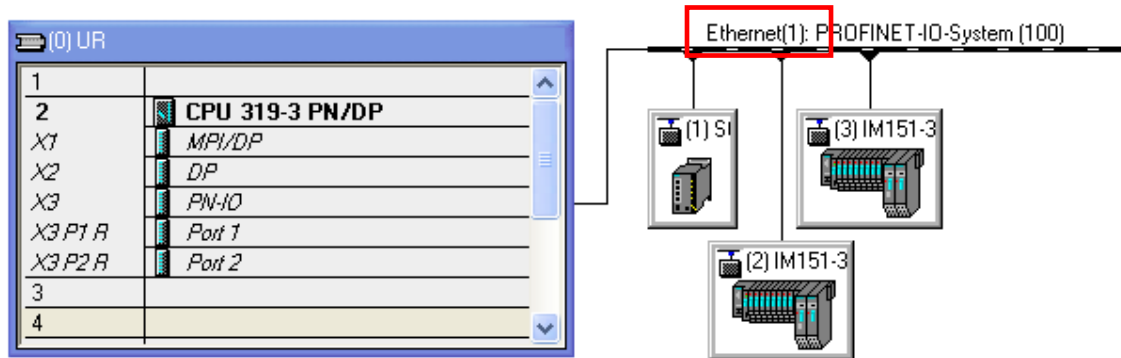 (0) UR
1
2 CPU 319-3 PN/DP
X1 MPI/DP
X2 DP
X3 PN-IO
X3 P1 R Port 1
X3 P2 R Port 2
3
4
Ethernet(1): PROFINET-IO-System (100)
(1) S
(3) IM151-3
(2) IM151-3